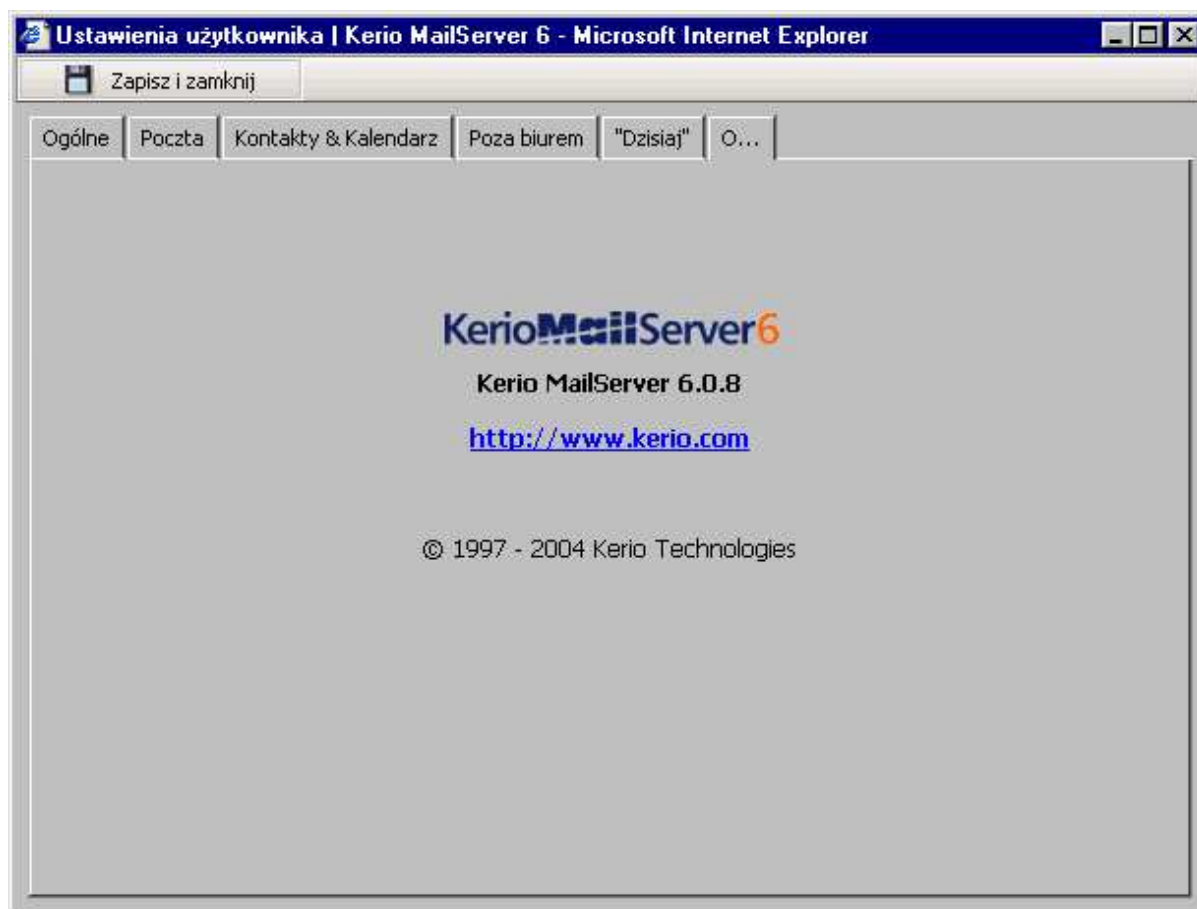 Ustawienia użytkownika | Kerio MailServer 6 - Microsoft Internet Explorer
Zapisz i zamknij
Ogólne Poczta Kontakty & Kalendarz Poza biurem "Dzisiaj" O...
KerioMailServer6
Kerio MailServer 6.0.8
http://www.kerio.com
© 1997 - 2004 Kerio Technologies